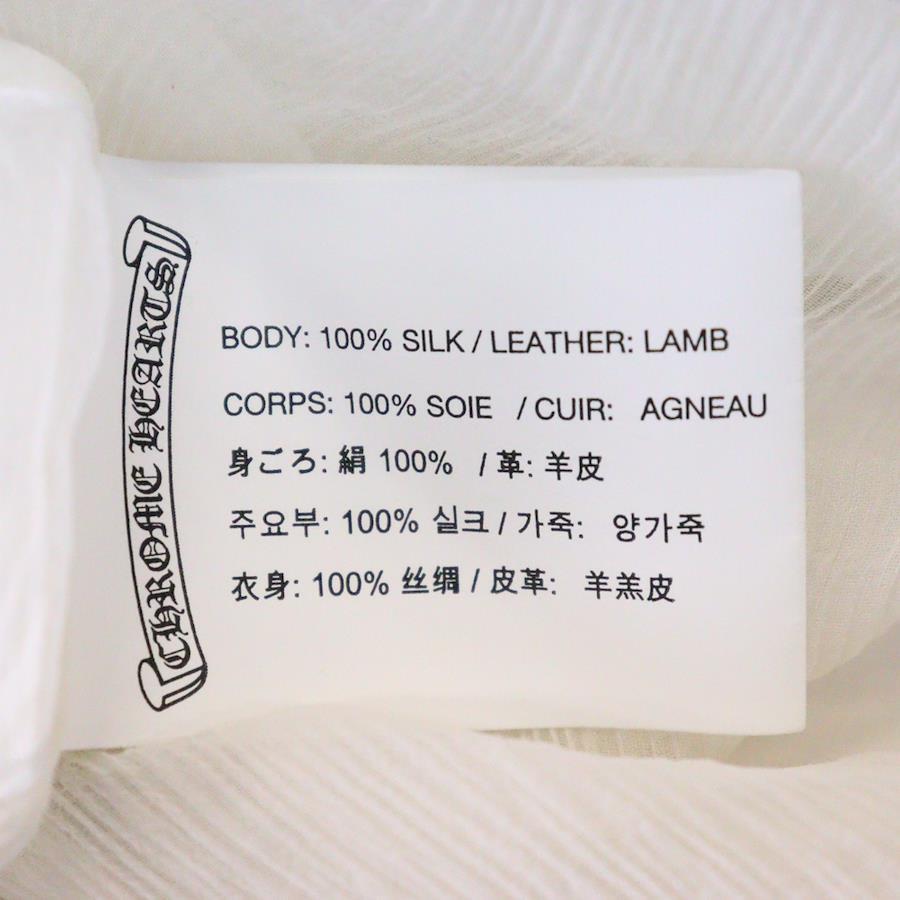 CHROME HEARTS
BODY: 100% SILK / LEATHER: LAMB
CORPS: 100% SOIE / CUIR: AGNEAU
身ごろ: 絹 100% / 革: 羊皮
주요부: 100% 실크 / 가죽: 양가죽
衣身: 100% 丝绸 / 皮革: 羊羔皮